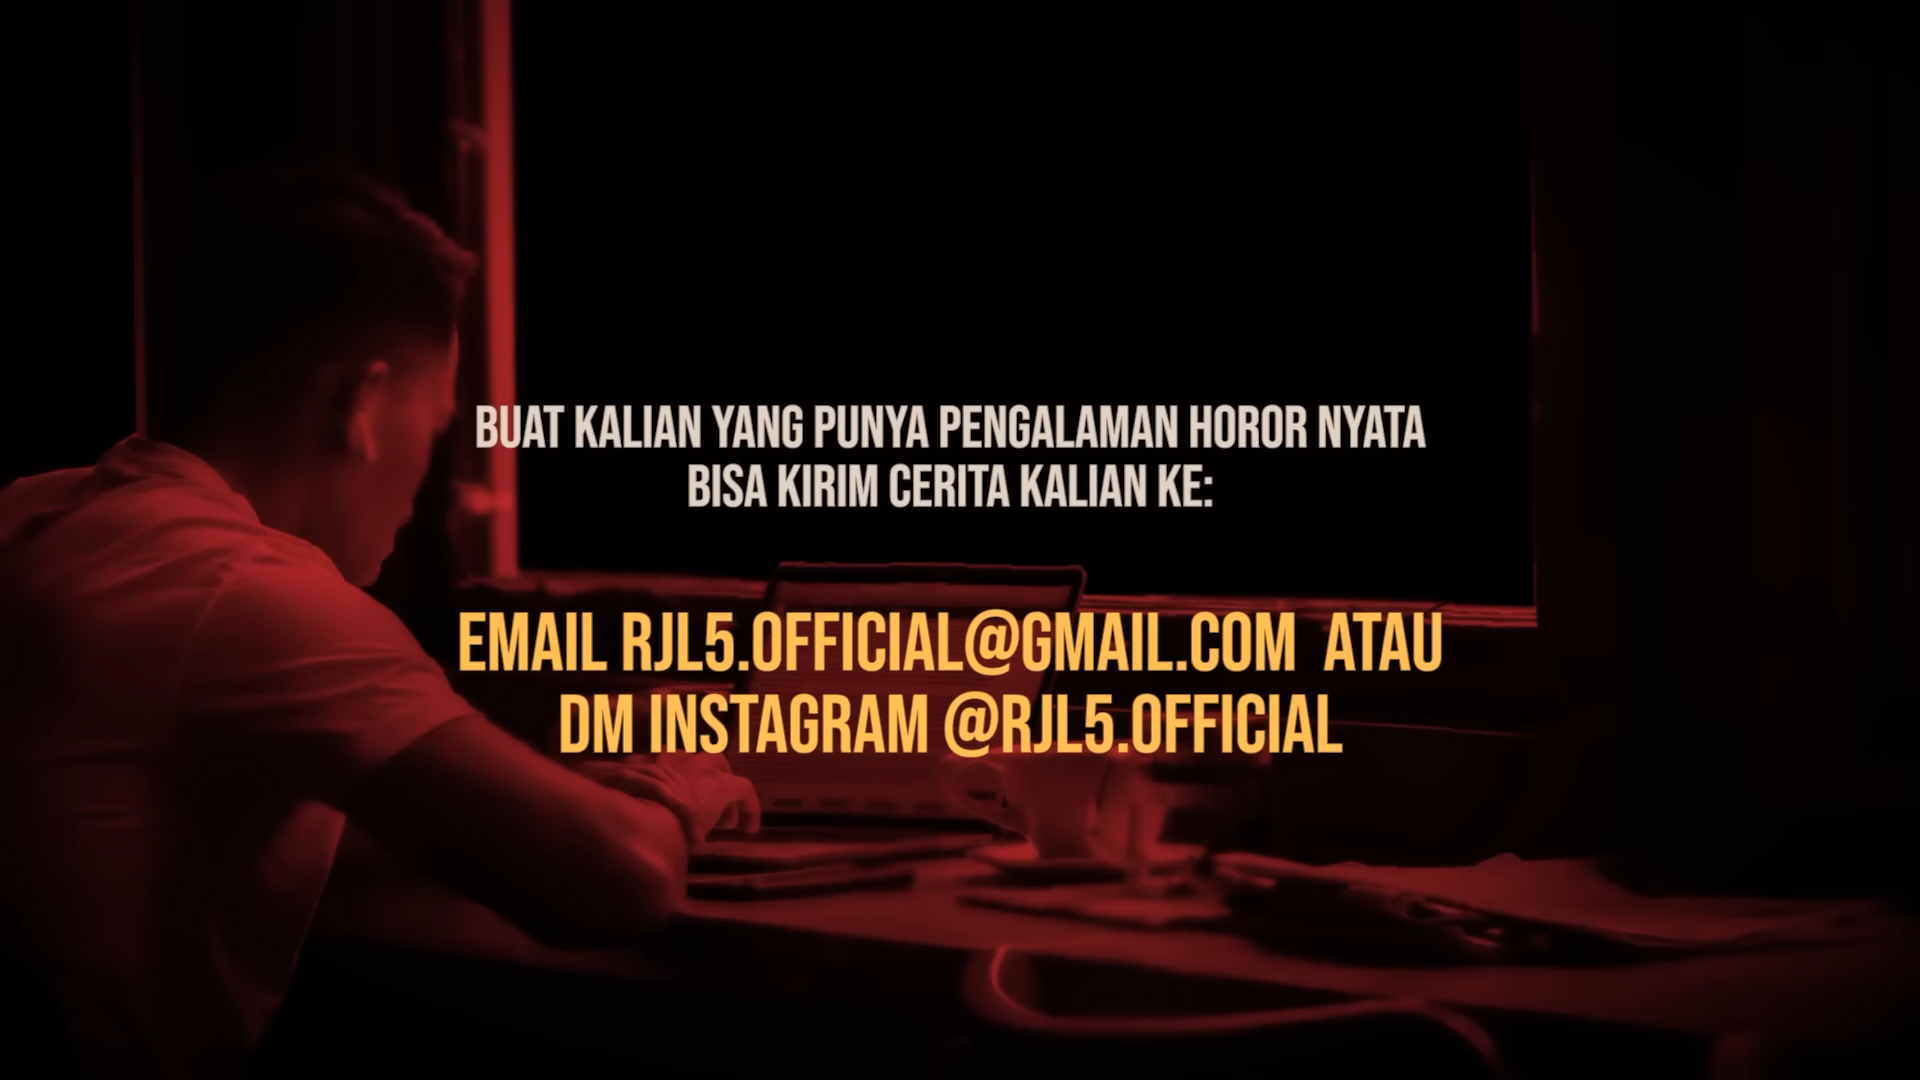 BUAT KALIAN YANG PUNYA PENGALAMAN HOROR NYATA
BISA KIRIM CERITA KALIAN KE:
EMAIL RJL5.OFFICIAL@GMAIL.COM ATAU
DM INSTAGRAM @RJL5.OFFICIAL